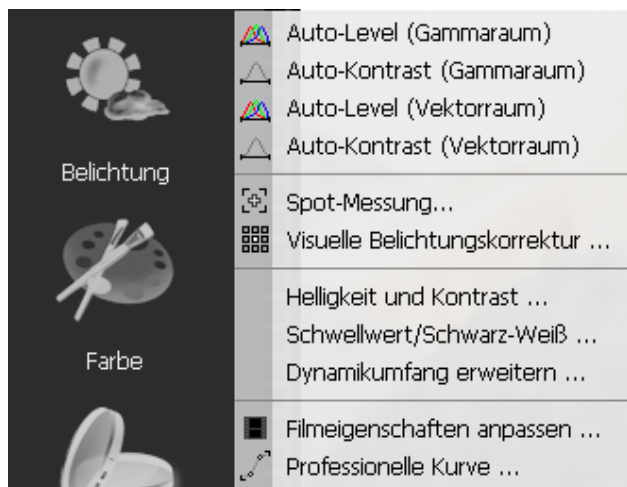 Auto-Level (Gammaraum)
Auto-Kontrast (Gammaraum)
Auto-Level (Vektorraum)
Auto-Kontrast (Vektorraum)
Belichtung
Spot-Messung...
Visuelle Belichtungskorrektur ...
Helligkeit und Kontrast ...
Schwellwert/Schwarz-Weiß ...
Farbe
Dynamikumfang erweitern ...
Filmeigenschaften anpassen ...
Professionelle Kurve ...